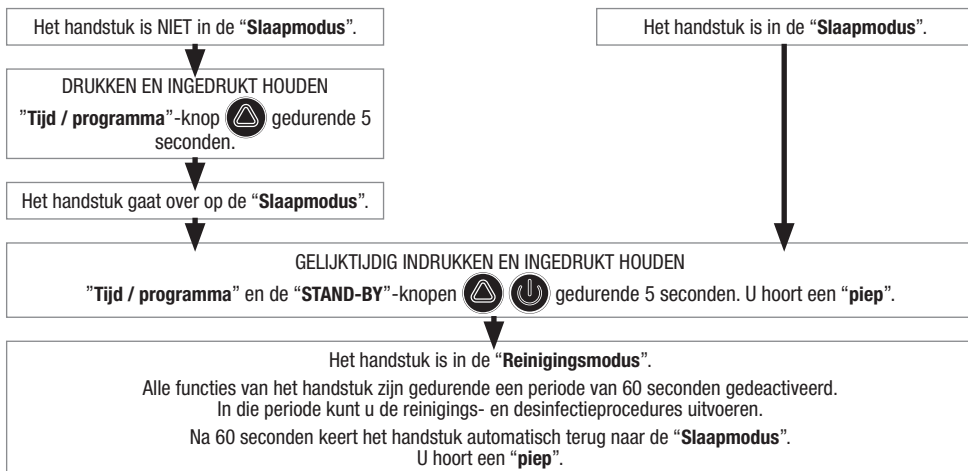 Het handstuk is NIET in de “Slaapmodus”.
Het handstuk is in de “Slaapmodus”.
DRUKKEN EN INGEDRUKT HOUDEN
”Tijd / programma”-knop gedurende 5
seconden.
Het handstuk gaat over op de “Slaapmodus”.
GELIJKTIJDIG INDRUKKEN EN INGEDRUKT HOUDEN
”Tijd / programma” en de “STAND-BY”-knopen gedurende 5 seconden. U hoort een “piep”.
Het handstuk is in de “Reinigingsmodus”.
Alle functies van het handstuk zijn gedurende een periode van 60 seconden gedeactiveerd.
In die periode kunt u de reinigings- en desinfectieprocedures uitvoeren.
Na 60 seconden keert het handstuk automatisch terug naar de “Slaapmodus”.
U hoort een “piep”.